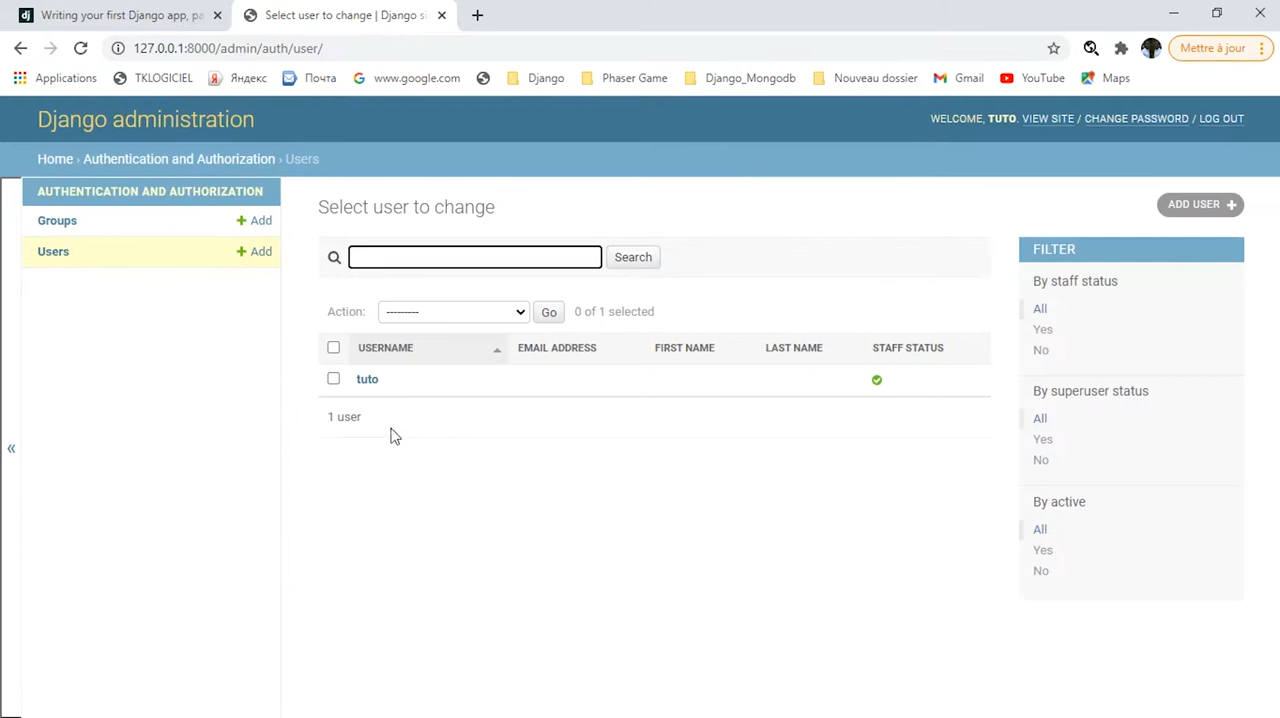 Writing your first Django app, pa
Select user to change | Django si
127.0.0.1:8000/admin/auth/user/
Mettre à jour
Applications
TKLOGICIEL
Яндекс
Почта
www.google.com
Django
Phaser Game
Django_Mongodb
Nouveau dossier
Gmail
YouTube
Maps
Django administration
WELCOME, TUTO. VIEW SITE / CHANGE PASSWORD / LOG OUT
Home › Authentication and Authorization › Users
AUTHENTICATION AND AUTHORIZATION
Groups + Add
Users + Add
«
Select user to change
ADD USER +
Search
Action: --------- Go 0 of 1 selected
USERNAME EMAIL ADDRESS FIRST NAME LAST NAME STAFF STATUS
tuto
1 user
FILTER
By staff status
All
Yes
No
By superuser status
All
Yes
No
By active
All
Yes
No